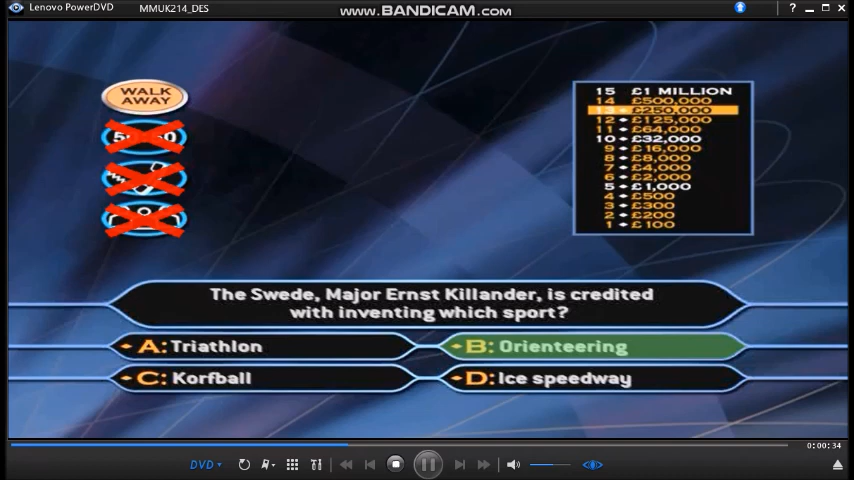 Lenovo PowerDVD
MMUK214_DES
www.BANDICAM.com
?
WALK
AWAY
15 £1 MILLION
14 £500,000
13 £250,000
12 £125,000
11 £64,000
10 £32,000
9 £16,000
8 £8,000
7 £4,000
6 £2,000
5 £1,000
4 £500
3 £300
2 £200
1 £100
The Swede, Major Ernst Killander, is credited
with inventing which sport?
A: Triathlon
B: Orienteering
C: Korfball
D: Ice speedway
0:00:34
DVD